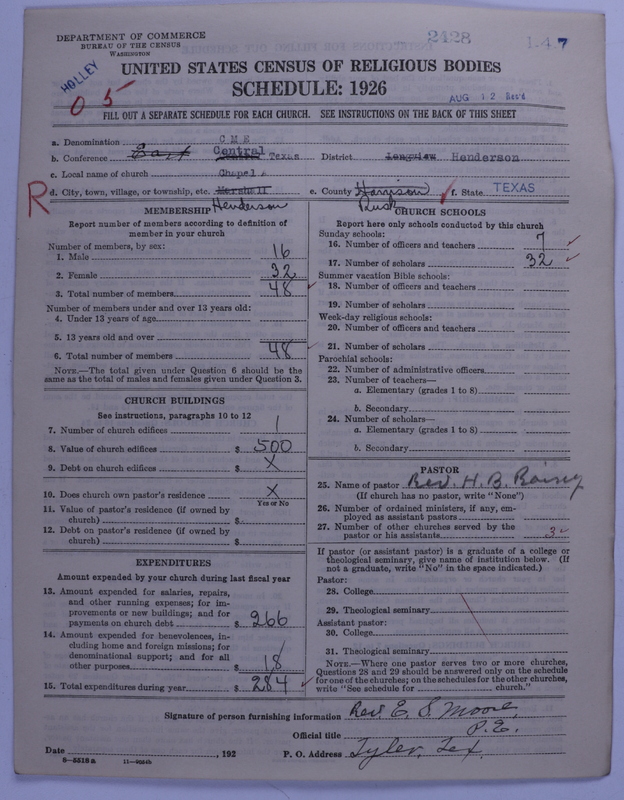 DEPARTMENT OF COMMERCE
BUREAU OF THE CENSUS
WASHINGTON
2428
1-4-7
HOLLEY
0 5
UNITED STATES CENSUS OF RELIGIOUS BODIES
SCHEDULE: 1926
AUG 12 Rec'd
FILL OUT A SEPARATE SCHEDULE FOR EACH CHURCH. SEE INSTRUCTIONS ON THE BACK OF THIS SHEET
a. Denomination C M E
b. Conference East Central Texas District Longview Henderson
c. Local name of church Chapel
R
d. City, town, village, or township, etc. Marshall e. County Harrison f. State TEXAS
Henderson Rusk
MEMBERSHIP
Report number of members according to definition of
member in your church
Number of members, by sex:
1. Male 16
2. Female 32
3. Total number of members 48
Number of members under and over 13 years old:
4. Under 13 years of age
5. 13 years old and over
6. Total number of members 48
NOTE.—The total given under Question 6 should be
same as the total of males and females given under Question 3.
CHURCH BUILDINGS
See instructions, paragraphs 10 to 12
7. Number of church edifices 1
8. Value of church edifices $ 500
9. Debt on church edifices $ X
10. Does church own pastor's residence X
Yes or No
11. Value of pastor's residence (if owned by
church) $
12. Debt on pastor's residence (if owned by
church) $
EXPENDITURES
Amount expended by your church during last fiscal year
13. Amount expended for salaries, repairs,
and other running expenses; for im-
provements or new buildings; and for
payments on church debt $ 266
14. Amount expended for benevolences, in-
cluding home and foreign missions; for
denominational support; and for all
other purposes $ 18
15. Total expenditures during year $ 284
CHURCH SCHOOLS
Report here only schools conducted by this church
Sunday schools:
16. Number of officers and teachers 7
17. Number of scholars 32
Summer vacation Bible schools:
18. Number of officers and teachers
19. Number of scholars
Week-day religious schools:
20. Number of officers and teachers
21. Number of scholars
Parochial schools:
22. Number of administrative officers
23. Number of teachers—
a. Elementary (grades 1 to 8)
b. Secondary
24. Number of scholars—
a. Elementary (grades 1 to 8)
b. Secondary
PASTOR
25. Name of pastor Rev. H. B.
(If church has no pastor, write "None")
26. Number of ordained ministers, if any, em-
ployed as assistant pastors
27. Number of other churches served by the
pastor or his assistants 3
If pastor (or assistant pastor) is a graduate of a college or
theological seminary, give name of institution below. (If
not a graduate, write "No" in the space indicated.)
Pastor:
28. College
29. Theological seminary
Assistant pastor:
30. College
31. Theological seminary
NOTE.—Where one pastor serves two or more churches,
Questions 28 and 29 should be answered only on the schedule
for one of the churches; on the schedules for the other churches,
write "See schedule for church."
Signature of person furnishing information Rev. E. S. Moore,
Official title P. E.
Date , 192 P. O. Address Tyler, Tex.
8-5518a